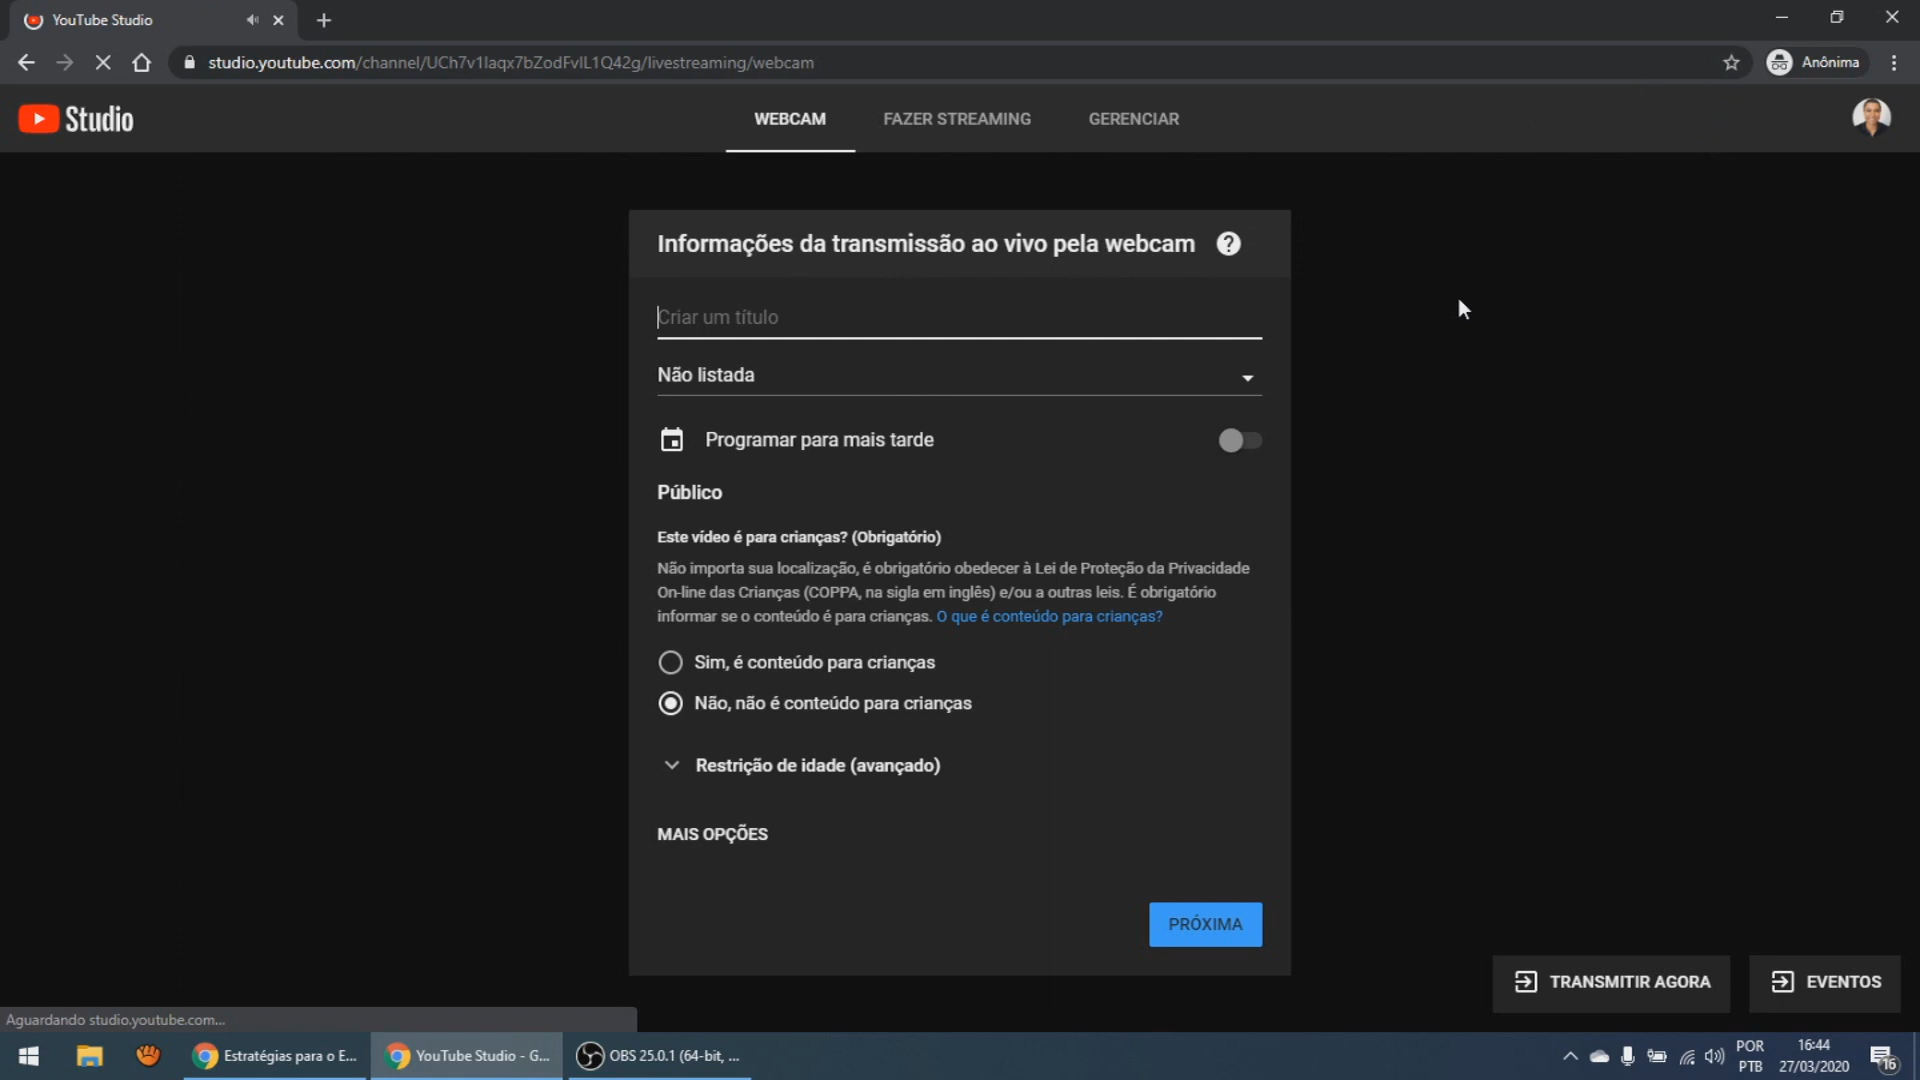 YouTube Studio
studio.youtube.com/channel/UCh7v1laqx7bZodFvlL1Q42g/livestreaming/webcam
Anônima
Studio
WEBCAM
FAZER STREAMING
GERENCIAR
Informações da transmissão ao vivo pela webcam
Criar um título
Não listada
Programar para mais tarde
Público
Este vídeo é para crianças? (Obrigatório)
Não importa sua localização, é obrigatório obedecer à Lei de Proteção da Privacidade
On-line das Crianças (COPPA, na sigla em inglês) e/ou a outras leis. É obrigatório
informar se o conteúdo é para crianças. O que é conteúdo para crianças?
Sim, é conteúdo para crianças
Não, não é conteúdo para crianças
Restrição de idade (avançado)
MAIS OPÇÕES
PRÓXIMA
TRANSMITIR AGORA
EVENTOS
Aguardando studio.youtube.com...
Estratégias para o E...
YouTube Studio - G...
OBS 25.0.1 (64-bit, ...
POR
PTB
16:44
27/03/2020
16